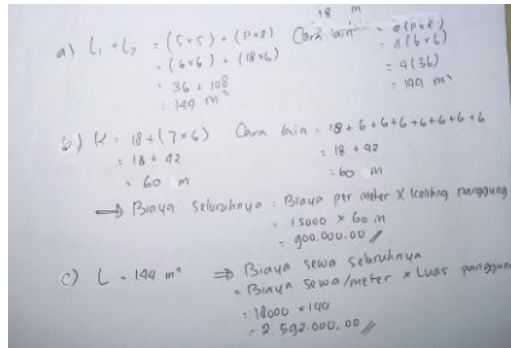 18 m
a) L₁ + L₂ = (S×S) + (P×l) Cara lain = a(p×l)
= (6×6) + (18×6) = 4(6×6)
= 36 + 108 = 4(36)
= 144 m² = 144 m²
b) K = 18 + (7×6) Cara lain = 18 + 6 + 6 + 6 + 6 + 6 + 6 + 6
= 18 + 42 = 18 + 42
= 60 m = 60 m
⇒ Biaya Seluruhnya = Biaya per meter × keliling panggung
= 15000 × 60 m
= 900.000.00 //
c) L = 144 m² ⇒ Biaya sewa seluruhnya
= Biaya sewa/meter × Luas panggung
= 18000 × 144
= 2.592.000,00 //